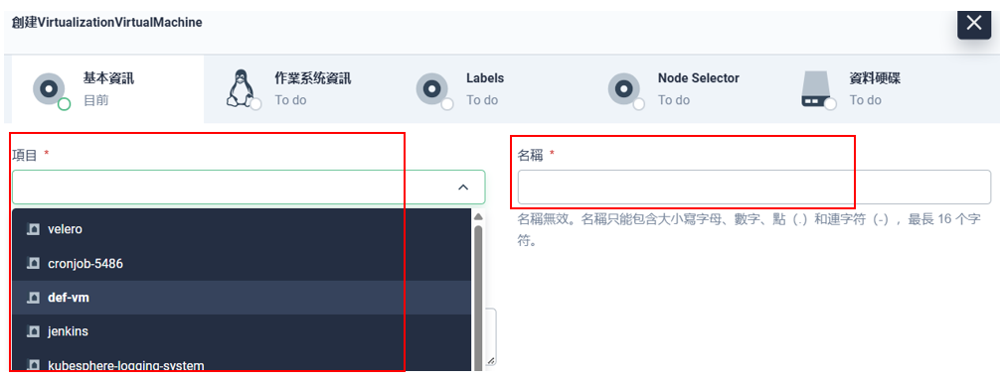 創建VirtualizationVirtualMachine
基本資訊
目前
作業系統資訊
To do
Labels
To do
Node Selector
To do
資料硬碟
To do
項目 *
名稱 *
名稱無效。名稱只能包含大小寫字母、數字、點（.）和連字符（-），最長 16 个字
符。
velero
cronjob-5486
def-vm
jenkins
kubesphere-logging-system